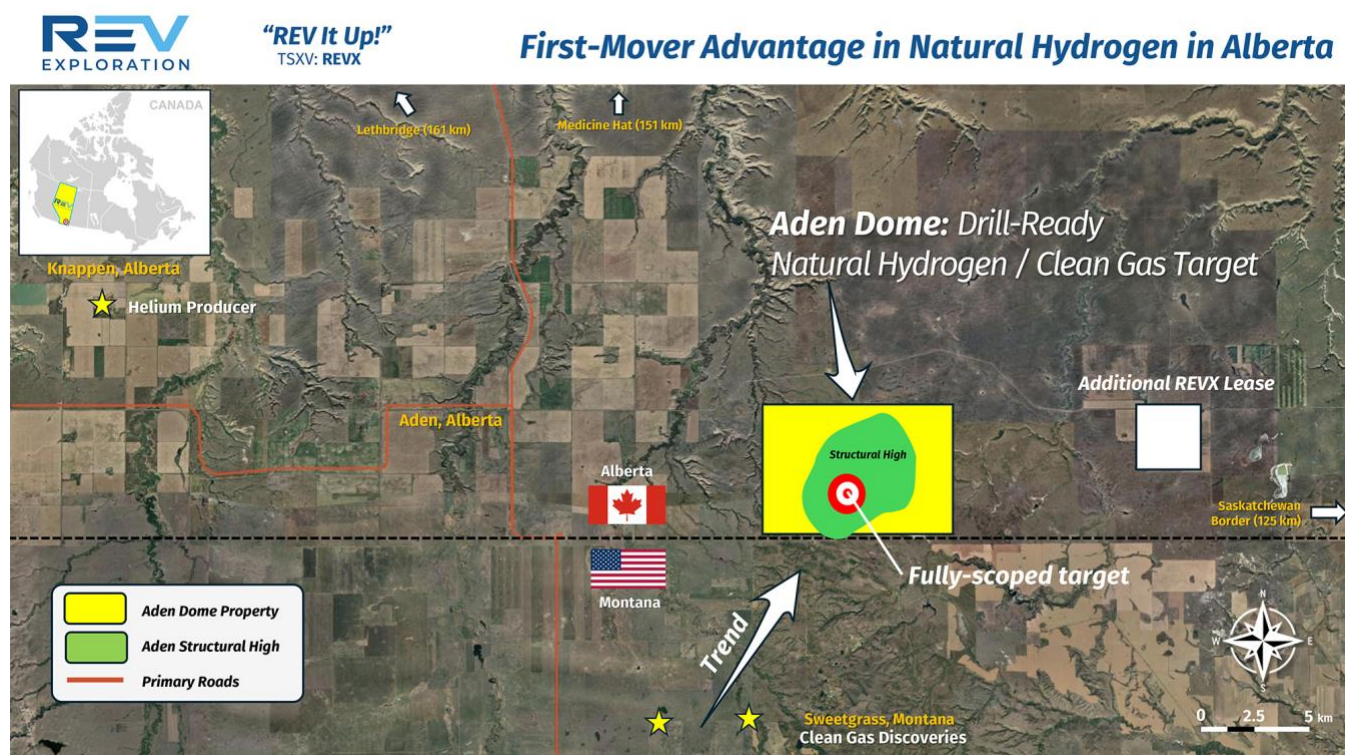 REV
EXPLORATION
“REV It Up!”
TSXV: REVX
First-Mover Advantage in Natural Hydrogen in Alberta
CANADA
REV
Lethbridge (161 km)
Medicine Hat (151 km)
Knappen, Alberta
Helium Producer
Aden Dome: Drill-Ready
Natural Hydrogen / Clean Gas Target
Additional REVX Lease
Aden, Alberta
Structural High
Alberta
Saskatchewan
Border (125 km)
Montana
Fully-scoped target
Trend
Aden Dome Property
Aden Structural High
Primary Roads
N
W
E
S
Sweetgrass, Montana
Clean Gas Discoveries
0 2.5 5 km